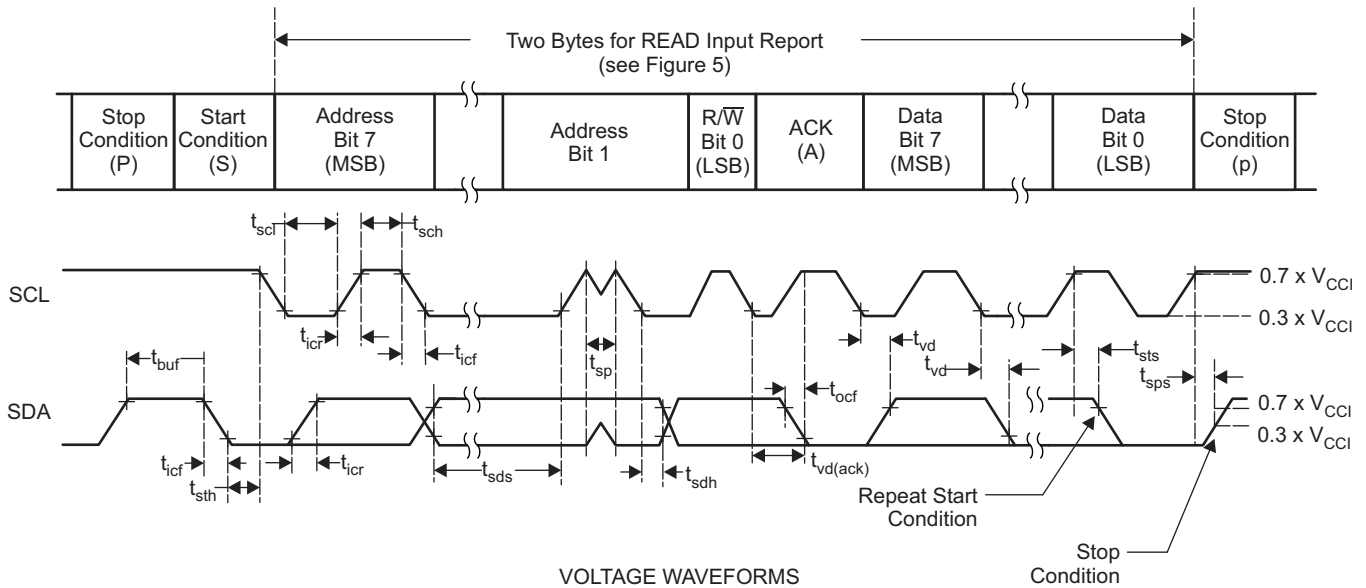 Two Bytes for READ Input Report
(see Figure 5)
Stop
Condition
(P)
Start
Condition
(S)
Address
Bit 7
(MSB)
Address
Bit 1
R/W̅
Bit 0
(LSB)
ACK
(A)
Data
Bit 7
(MSB)
Data
Bit 0
(LSB)
Stop
Condition
(p)
tscl
tsch
SCL
0.7 x VCCI
0.3 x VCCI
ticr
ticf
tbuf
tsp
tvd
tvd
tsts
tsps
tocf
SDA
0.7 x VCCI
0.3 x VCCI
ticf
ticr
tsth
tsds
tsdh
tvd(ack)
Repeat Start
Condition
Stop
Condition
VOLTAGE WAVEFORMS